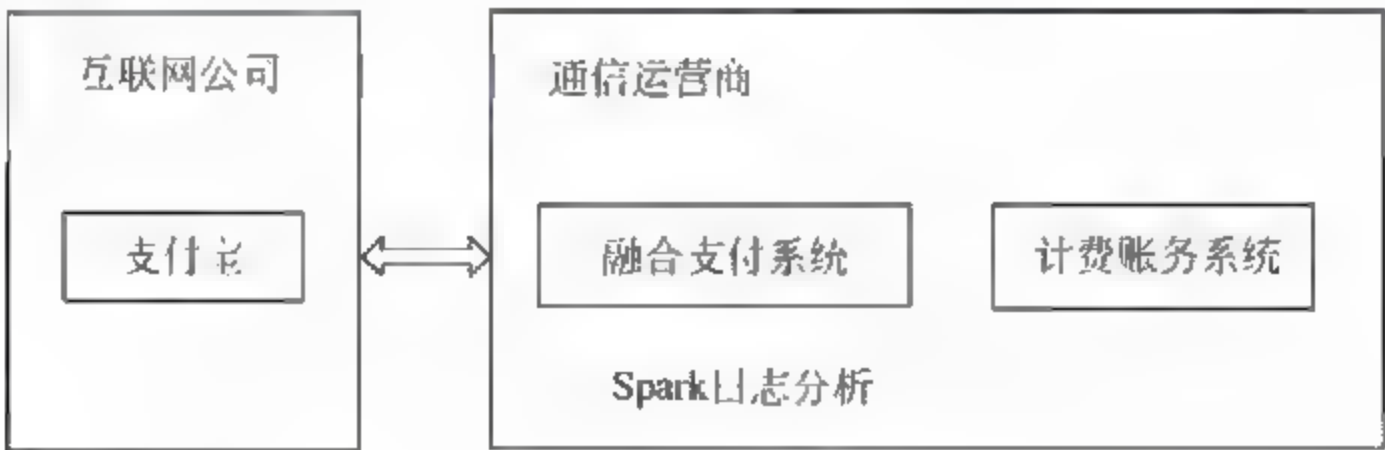 互联网公司
支付宝
通信运营商
融合支付系统
计费账务系统
Spark日志分析